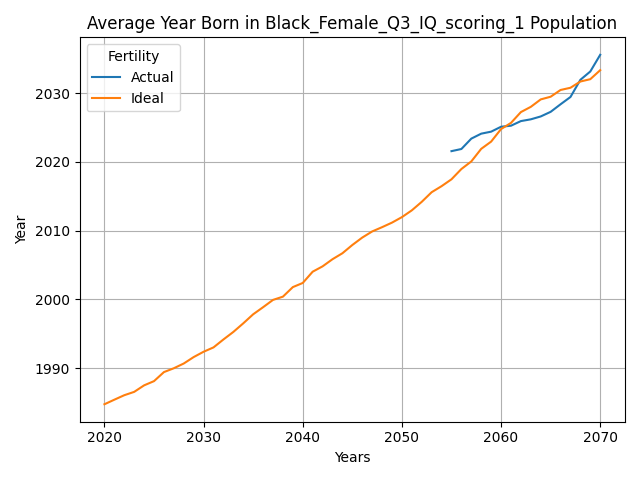 Average Year Born in Black_Female_Q3_IQ_scoring_1 Population
Fertility
Actual
Ideal
2030
2020
2010
2000
1990
Year
2020 2030 2040 2050 2060 2070
Years